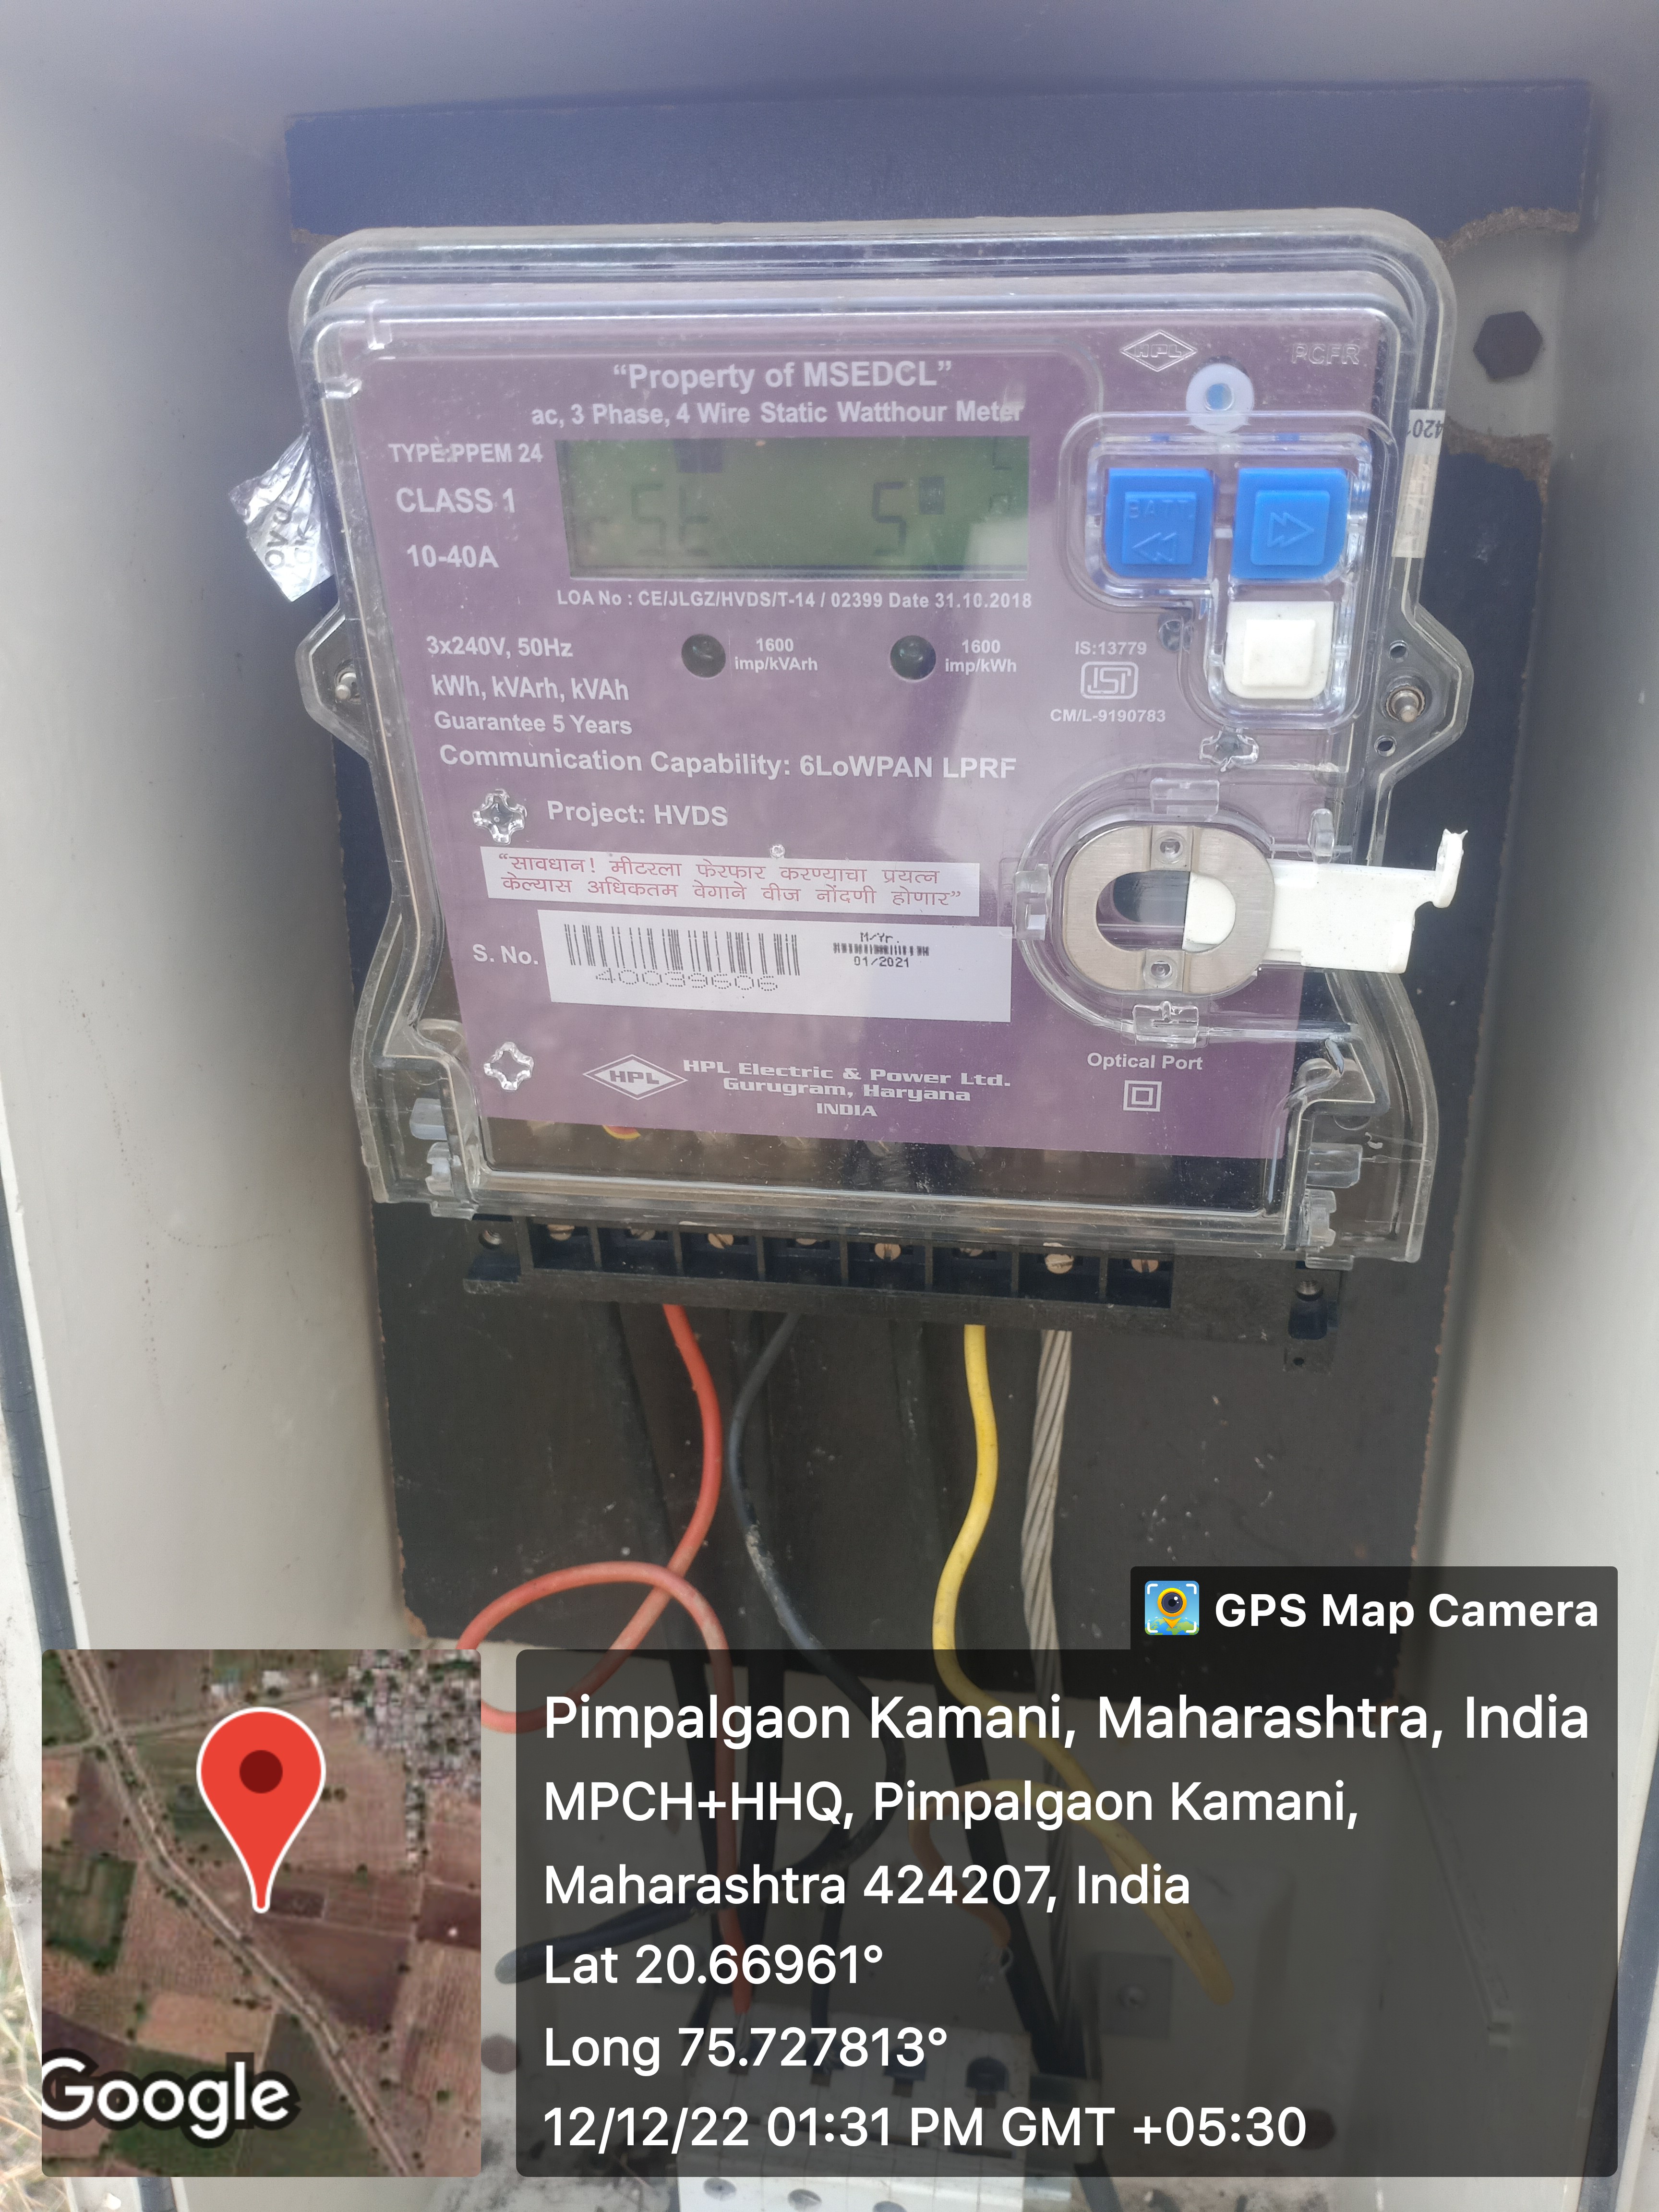 HPL
PCFR
“Property of MSEDCL”
ac, 3 Phase, 4 Wire Static Watthour Meter
TYPE:PPEM 24
CLASS 1
10-40A
BATT.
LOA No : CE/JLGZ/HVDS/T-14 / 02399 Date 31.10.2018
3x240V, 50Hz
1600
imp/kVArh
1600
imp/kWh
IS:13779
kWh, kVArh, kVAh
CM/L-9190783
Guarantee 5 Years
Communication Capability: 6LoWPAN LPRF
Project: HVDS
“सावधान! मीटरला फेरफार करण्याचा प्रयत्न
केल्यास अधिकतम वेगाने वीज नोंदणी होणार”
S. No.
40039606
M/Yr.
01/2021
HPL
HPL Electric & Power Ltd.
Gurugram, Haryana
INDIA
Optical Port
GPS Map Camera
Pimpalgaon Kamani, Maharashtra, India
MPCH+HHQ, Pimpalgaon Kamani,
Maharashtra 424207, India
Lat 20.66961°
Long 75.727813°
12/12/22 01:31 PM GMT +05:30
Google